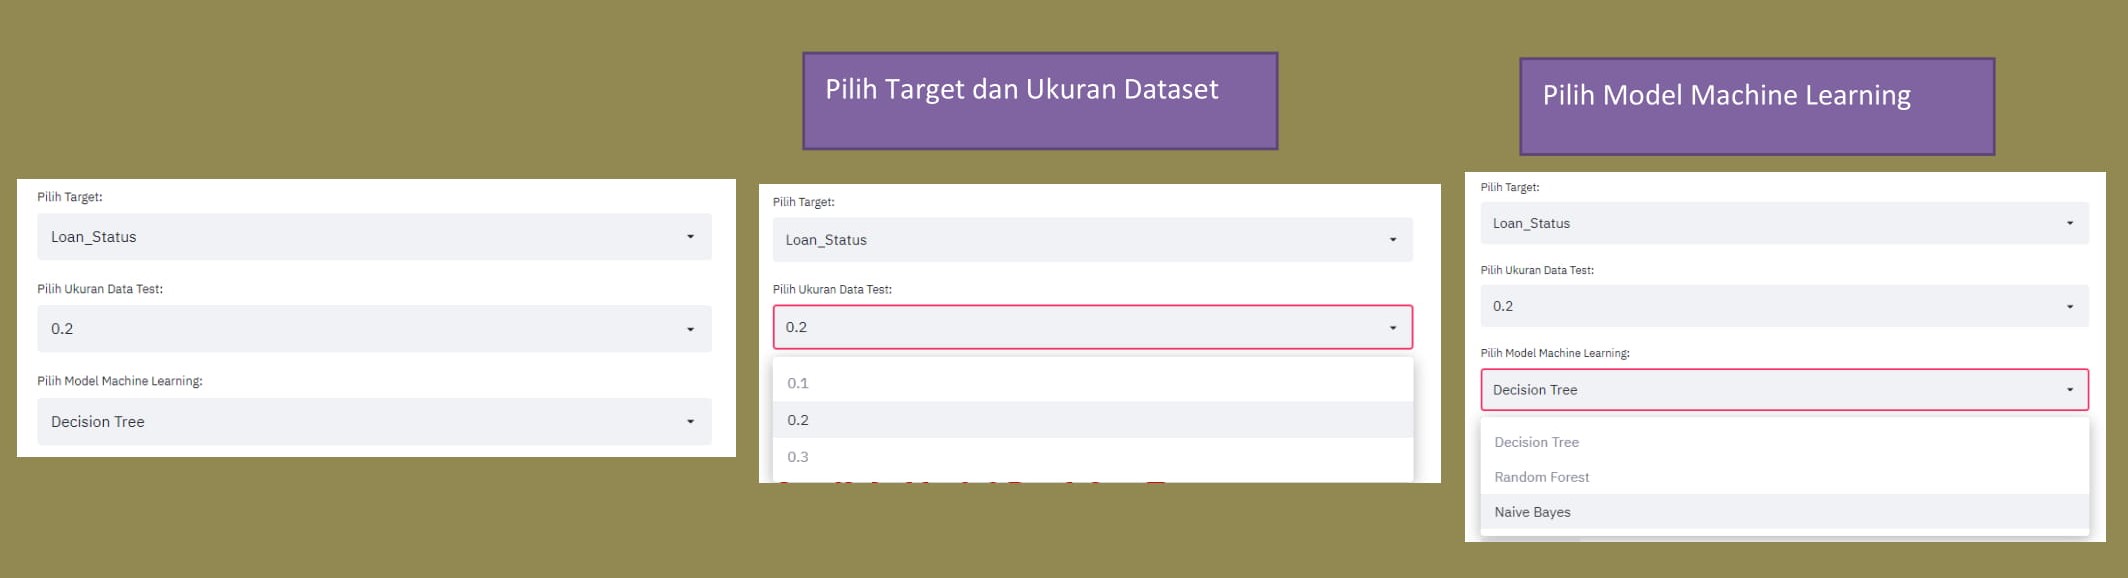 Pilih Target dan Ukuran Dataset
Pilih Model Machine Learning
Pilih Target:
Loan_Status
Pilih Ukuran Data Test:
0.2
Pilih Model Machine Learning:
Decision Tree
Pilih Target:
Loan_Status
Pilih Ukuran Data Test:
0.2
0.1
0.2
0.3
Pilih Target:
Loan_Status
Pilih Ukuran Data Test:
0.2
Pilih Model Machine Learning:
Decision Tree
Decision Tree
Random Forest
Naive Bayes